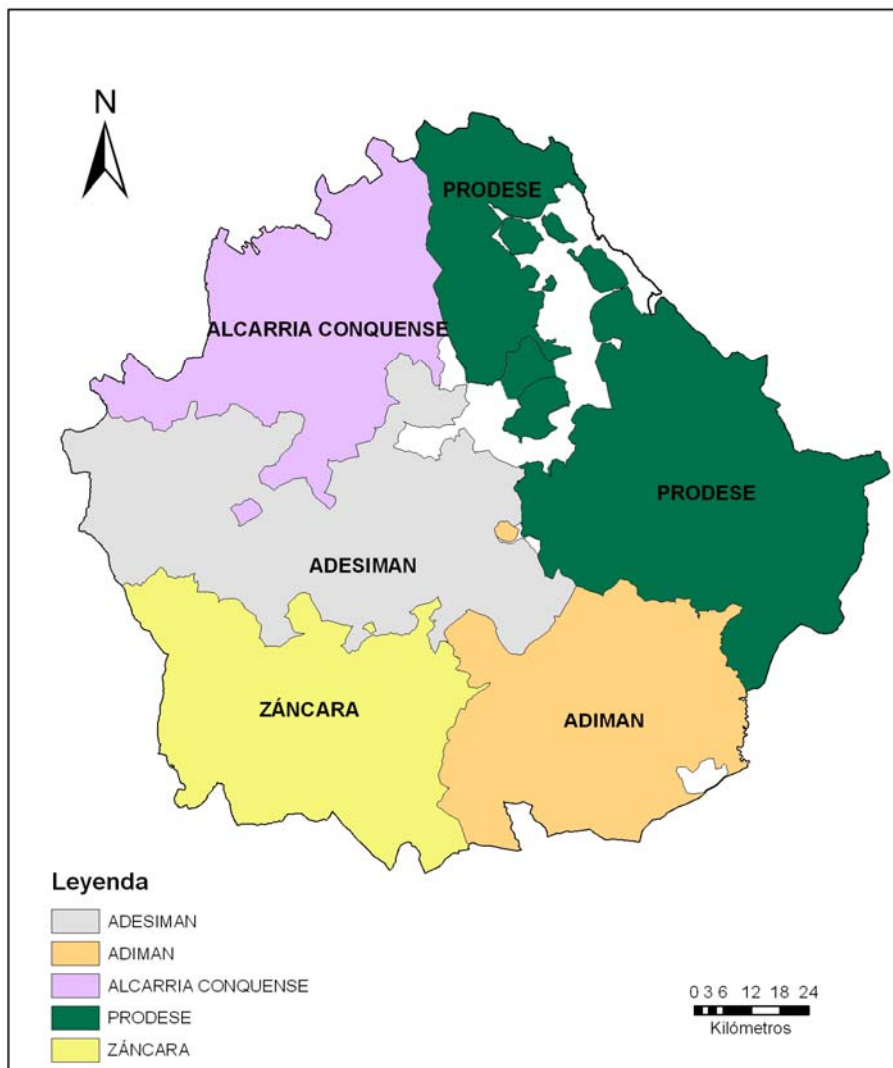 N
PRODESE
ALCARRIA CONQUENSE
PRODESE
ADESIMAN
ZÁNCARA
ADIMAN
Leyenda
ADESIMAN
ADIMAN
ALCARRIA CONQUENSE
PRODESE
ZÁNCARA
0 3 6 12 18 24
Kilómetros